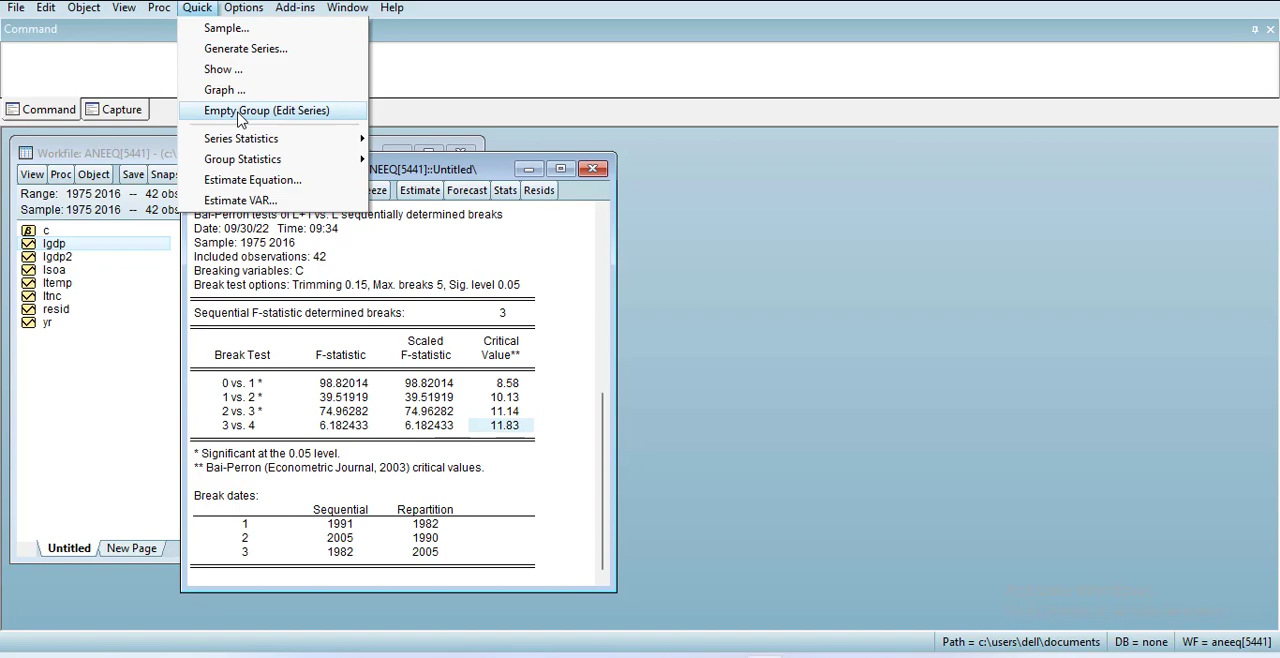 File Edit Object View Proc Quick Options Add-ins Window Help
Command
Sample...
Generate Series...
Show ...
Graph ...
Empty Group (Edit Series)
Series Statistics
Group Statistics
Estimate Equation...
Estimate VAR...
Command Capture
Workfile: ANEEQ[5441] - (c:\
View Proc Object Save Snaps
Range: 1975 2016 -- 42 obs
Sample: 1975 2016 -- 42 obs
c
lgdp
lgdp2
lsoa
ltemp
ltnc
resid
yr
Untitled New Page
NEEQ[5441]::Untitled\
eeze Estimate Forecast Stats Resids
Bai-Perron tests of L+1 vs. L sequentially determined breaks
Date: 09/30/22 Time: 09:34
Sample: 1975 2016
Included observations: 42
Breaking variables: C
Break test options: Trimming 0.15, Max. breaks 5, Sig. level 0.05
Sequential F-statistic determined breaks: 3
Scaled Critical
Break Test F-statistic F-statistic Value**
0 vs. 1 * 98.82014 98.82014 8.58
1 vs. 2 * 39.51919 39.51919 10.13
2 vs. 3 * 74.96282 74.96282 11.14
3 vs. 4 6.182433 6.182433 11.83
* Significant at the 0.05 level.
** Bai-Perron (Econometric Journal, 2003) critical values.
Break dates:
Sequential Repartition
1 1991 1982
2 2005 1990
3 1982 2005
Path = c:\users\dell\documents DB = none WF = aneeq[5441]